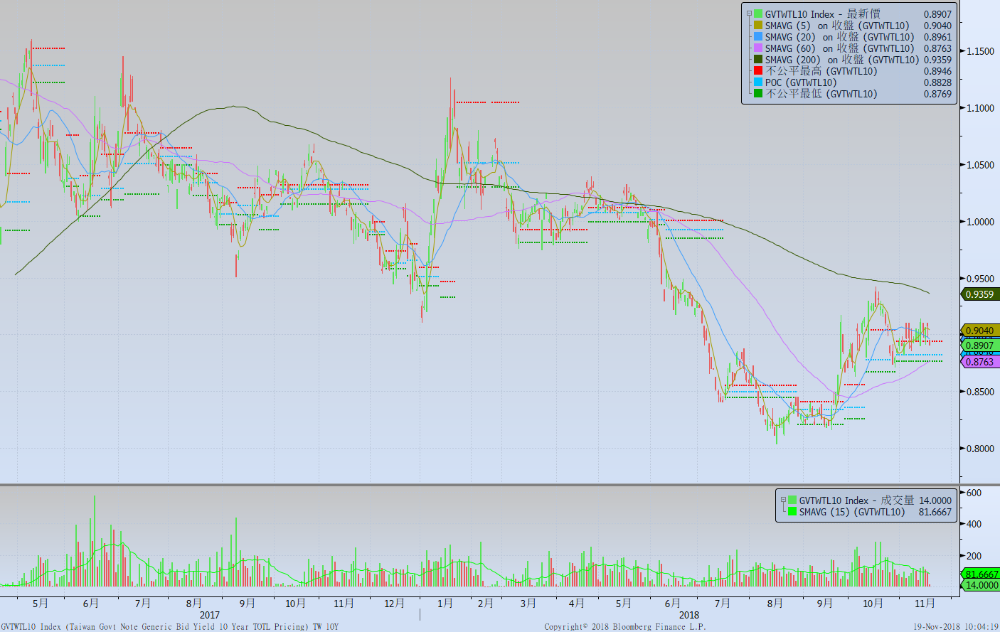 GVTWTL10 Index - 最新價 0.8907
SMAVG (5) on 收盤 (GVTWTL10) 0.9040
SMAVG (20) on 收盤 (GVTWTL10) 0.8961
SMAVG (60) on 收盤 (GVTWTL10) 0.8763
SMAVG (200) on 收盤 (GVTWTL10) 0.9359
不公平最高 (GVTWTL10) 0.8946
POC (GVTWTL10) 0.8828
不公平最低 (GVTWTL10) 0.8769
1.1500
1.1000
1.0500
1.0000
0.9500
0.9359
0.9040
0.8907
0.8763
0.8500
0.8000
GVTWTL10 Index - 成交量 14.0000
SMAVG (15) (GVTWTL10) 81.6667
600
400
200
81.6667
14.0000
5月 6月 7月 8月 9月 10月 11月 12月 1月 2月 3月 4月 5月 6月 7月 8月 9月 10月 11月
2017 2018
GVTWTL10 Index (Taiwan Govt Note Generic Bid Yield 10 Year TOTL Pricing) TW 10Y Copyright© 2018 Bloomberg Finance L.P. 19-Nov-2018 10:04:19